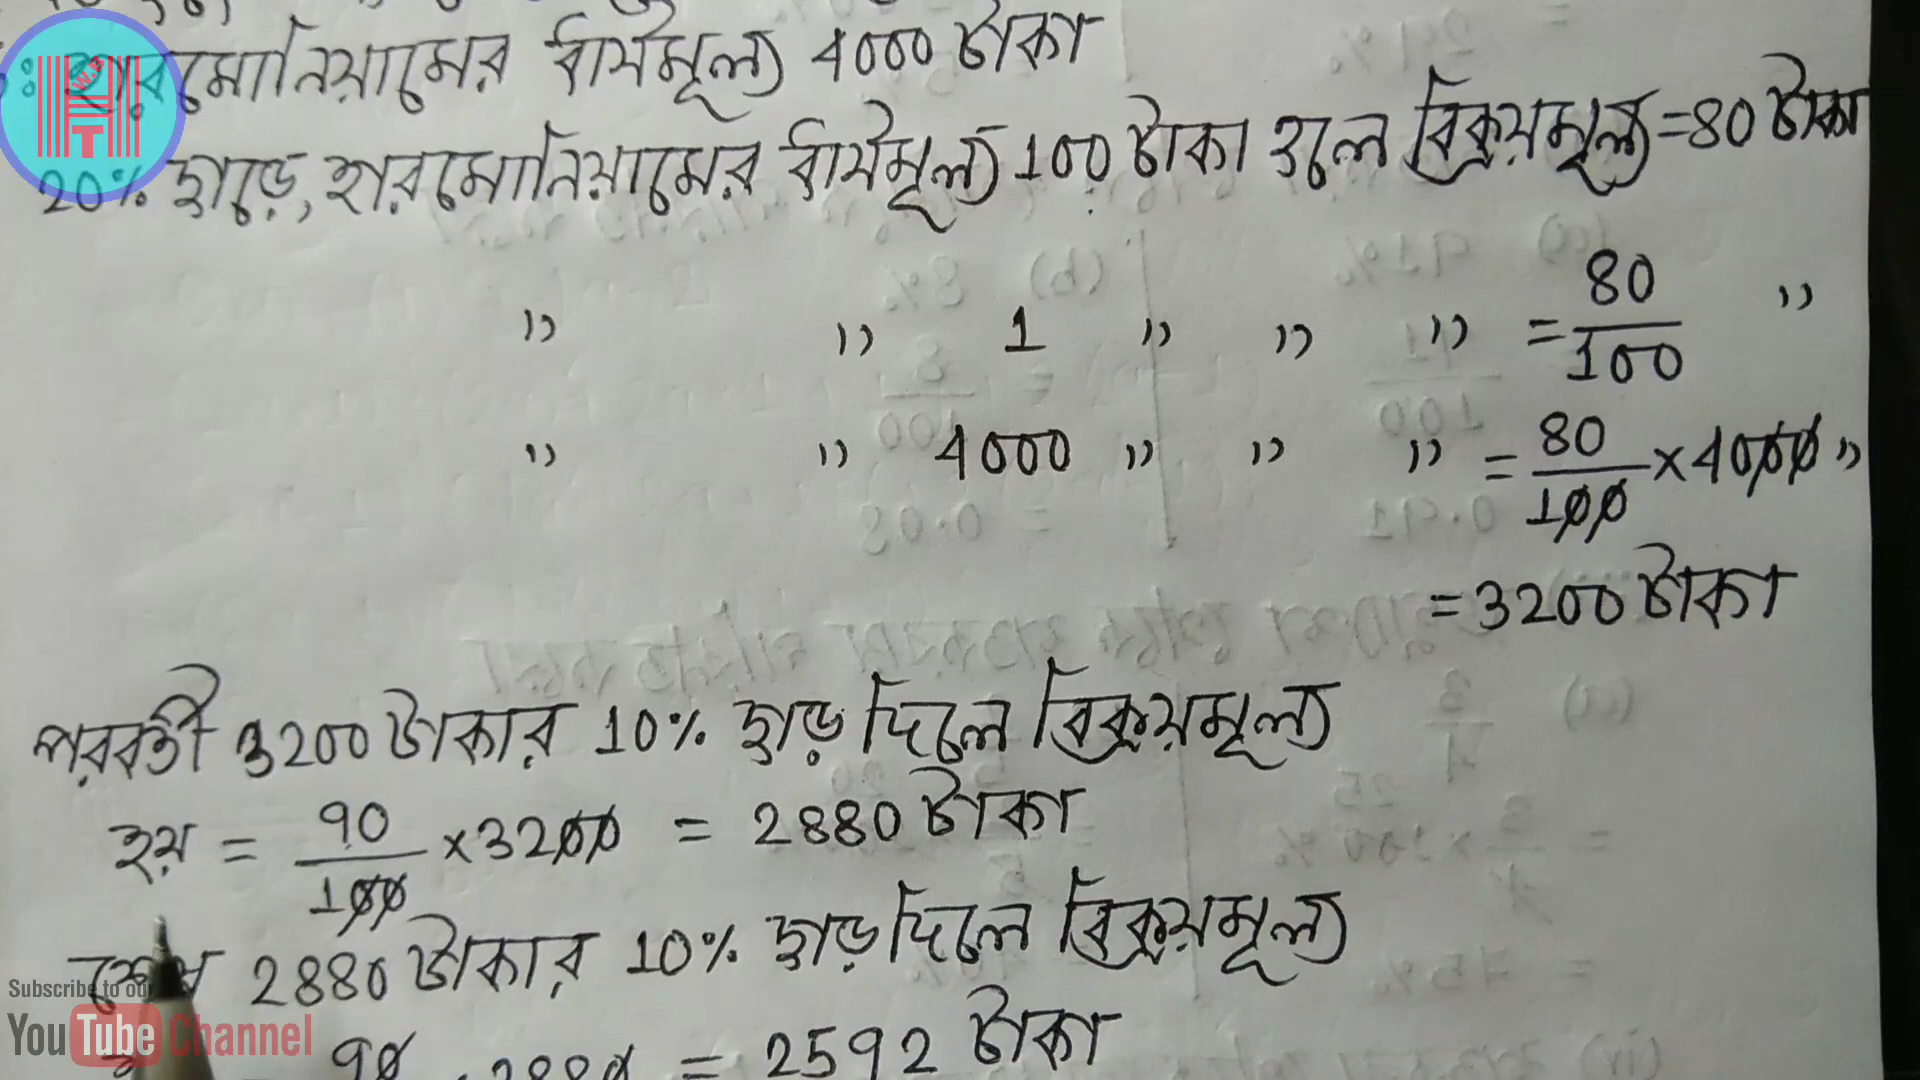 হারমোনিয়ামের ধার্যমূল্য 4000 টাকা
20% ছাড়ে, হারমোনিয়ামের ধার্যমূল্য 100 টাকা হলে বিক্রয়মূল্য = 80 টাকা
" " 1 " " " = 80/100 "
" " 4000 " " " = 80/100 × 4000 "
= 3200 টাকা
পরবর্তী 3200 টাকার 10% ছাড় দিলে বিক্রয়মূল্য
হয় = 90/100 × 3200 = 2880 টাকা
শেষ 2880 টাকার 10% ছাড় দিলে বিক্রয়মূল্য
= 2592 টাকা
Subscribe to our
YouTube Channel